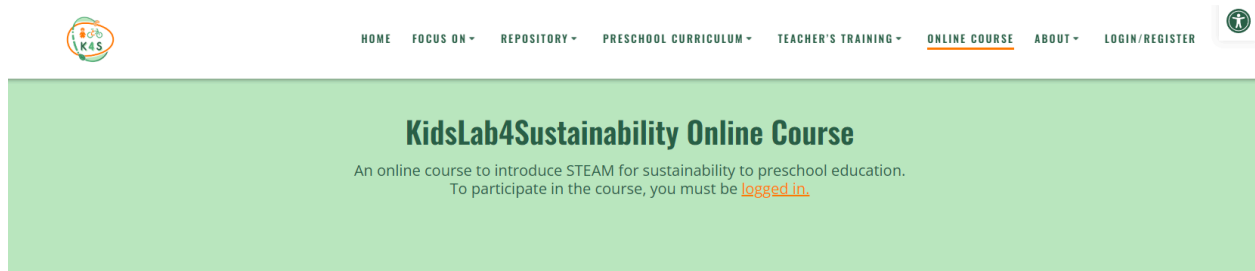 K4S
HOME FOCUS ON REPOSITORY PRESCHOOL CURRICULUM TEACHER'S TRAINING ONLINE COURSE ABOUT LOGIN/REGISTER
KidsLab4Sustainability Online Course
An online course to introduce STEAM for sustainability to preschool education.
To participate in the course, you must be logged in.